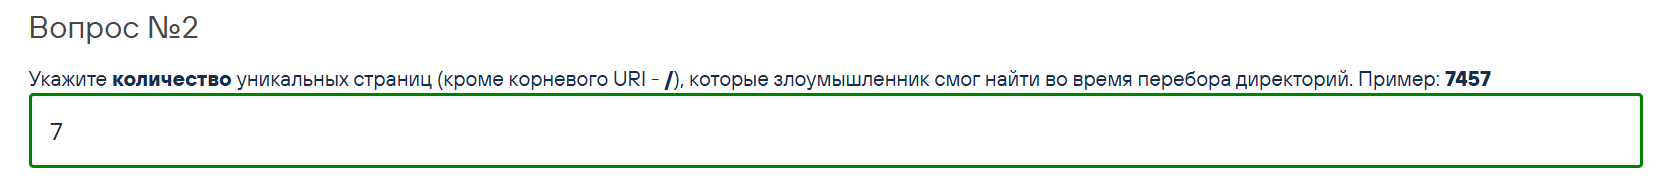 Вопрос №2
Укажите количество уникальных страниц (кроме корневого URI - /), которые злоумышленник смог найти во время перебора директорий. Пример: 7457
7